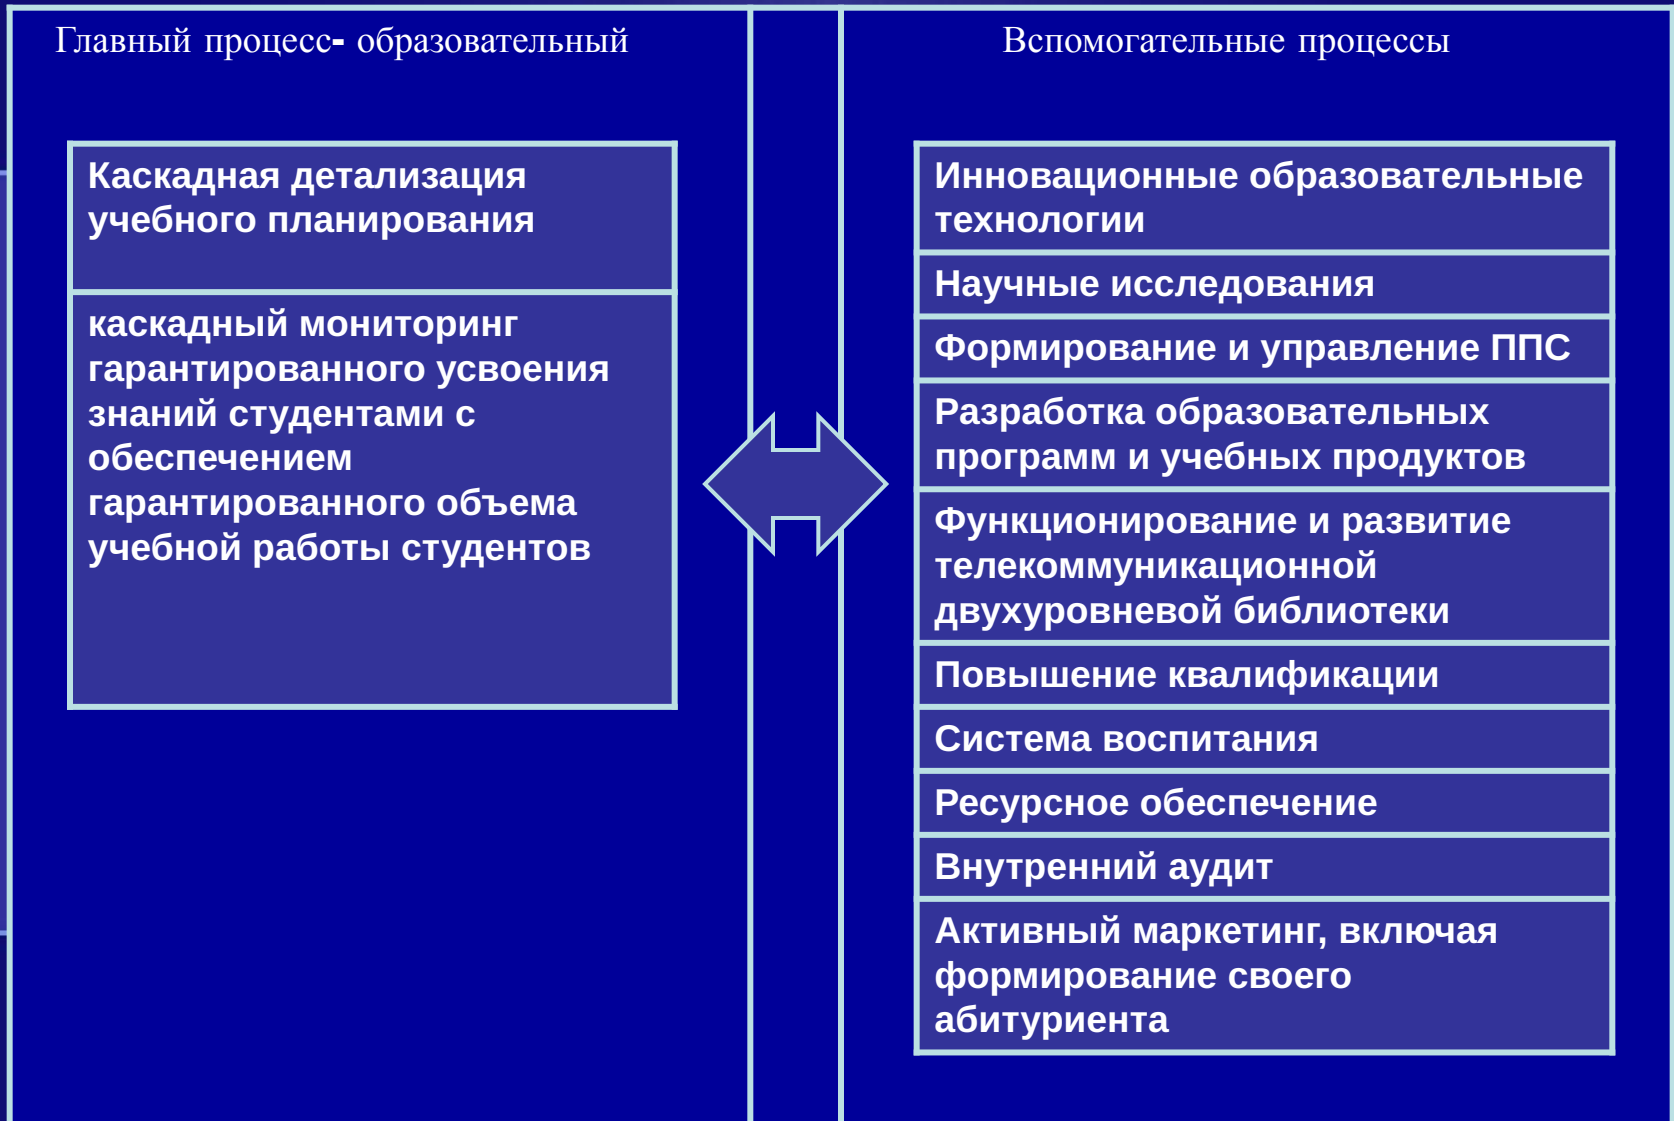 Главный процесс- образовательный
Каскадная детализация
учебного планирования
каскадный мониторинг
гарантированного усвоения
знаний студентами с
обеспечением
гарантированного объема
учебной работы студентов
Вспомогательные процессы
Инновационные образовательные
технологии
Научные исследования
Формирование и управление ППС
Разработка образовательных
программ и учебных продуктов
Функционирование и развитие
телекоммуникационной
двухуровневой библиотеки
Повышение квалификации
Система воспитания
Ресурсное обеспечение
Внутренний аудит
Активный маркетинг, включая
формирование своего
абитуриента